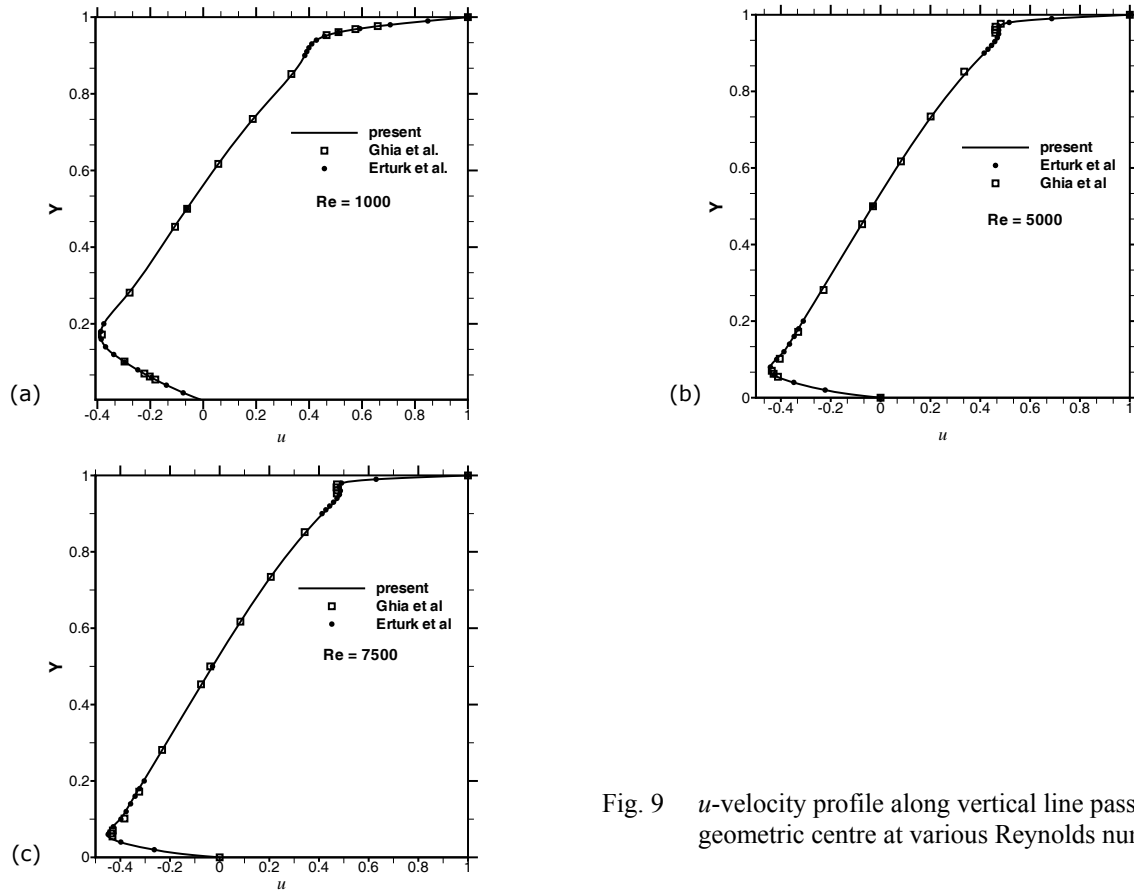 1
0.8
0.6
0.4
0.2
Y
present
Ghia et al.
Erturk et al.
Re = 1000
-0.4 -0.2 0 0.2 0.4 0.6 0.8 1
u
(a)
1
0.8
0.6
0.4
0.2
0
Y
present
Erturk et al
Ghia et al
Re = 5000
-0.4 -0.2 0 0.2 0.4 0.6 0.8 1
u
(b)
1
0.8
0.6
0.4
0.2
0
Y
present
Ghia et al
Erturk et al
Re = 7500
-0.4 -0.2 0 0.2 0.4 0.6 0.8 1
u
(c)
Fig. 9 u-velocity profile along vertical line pass
geometric centre at various Reynolds nur